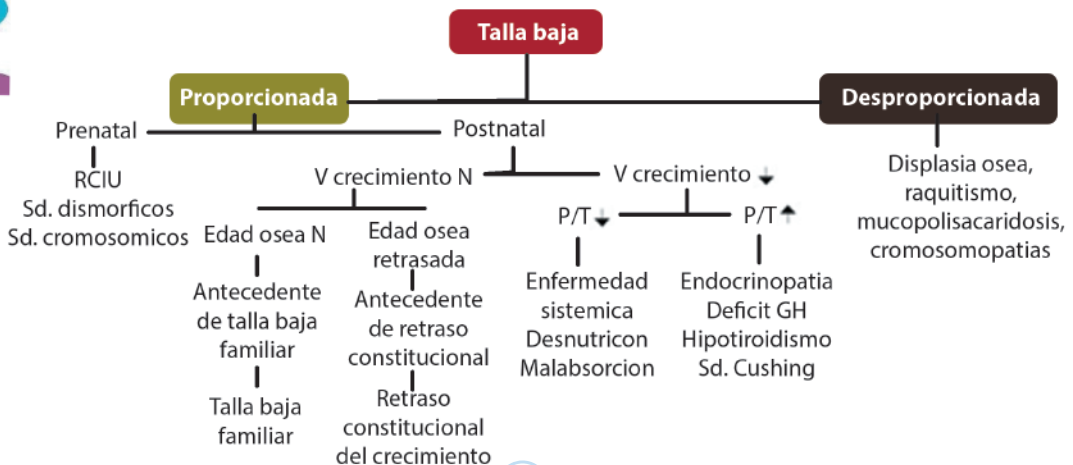 Talla baja
Proporcionada
Desproporcionada
Prenatal
Postnatal
RCIU
Sd. dismorficos
Sd. cromosomicos
V crecimiento N
V crecimiento ↓
Displasia osea,
raquitismo,
mucopolisacaridosis,
cromosomopatias
Edad osea N
Antecedente
de talla baja
familiar
Talla baja
familiar
Edad osea
retrasada
Antecedente
de retraso
constitucional
Retraso
constitucional
del crecimiento
P/T ↓
Enfermedad
sistemica
Desnutricon
Malabsorcion
P/T ↑
Endocrinopatia
Deficit GH
Hipotiroidismo
Sd. Cushing